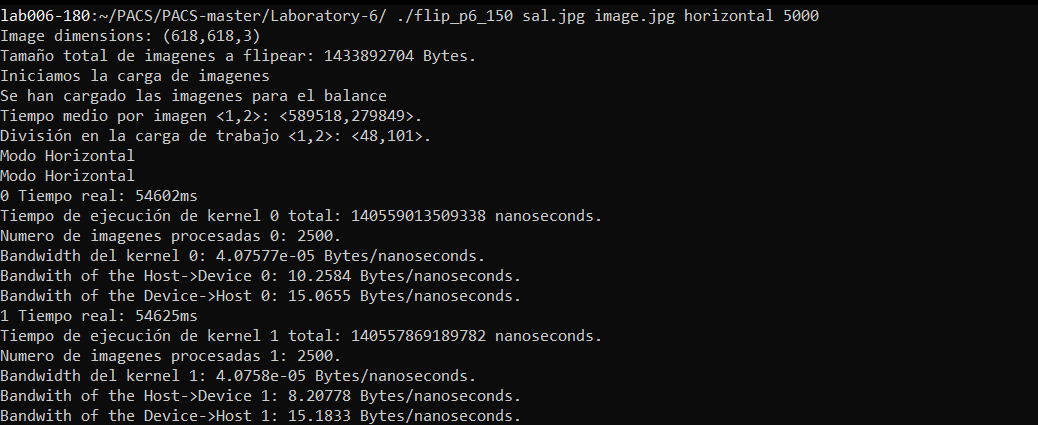 lab006-180:~/PACS/PACS-master/Laboratory-6/ ./flip_p6_150 sal.jpg image.jpg horizontal 5000
Image dimensions: (618,618,3)
Tamaño total de imagenes a flipear: 1433892704 Bytes.
Iniciamos la carga de imagenes
Se han cargado las imagenes para el balance
Tiempo medio por imagen <1,2>: <589518,279849>.
División en la carga de trabajo <1,2>: <48,101>.
Modo Horizontal
Modo Horizontal
0 Tiempo real: 54602ms
Tiempo de ejecución de kernel 0 total: 140559013509338 nanoseconds.
Numero de imagenes procesadas 0: 2500.
Bandwidth del kernel 0: 4.07577e-05 Bytes/nanoseconds.
Bandwith of the Host->Device 0: 10.2584 Bytes/nanoseconds.
Bandwith of the Device->Host 0: 15.0655 Bytes/nanoseconds.
1 Tiempo real: 54625ms
Tiempo de ejecución de kernel 1 total: 140557869189782 nanoseconds.
Numero de imagenes procesadas 1: 2500.
Bandwidth del kernel 1: 4.0758e-05 Bytes/nanoseconds.
Bandwith of the Host->Device 1: 8.20778 Bytes/nanoseconds.
Bandwith of the Device->Host 1: 15.1833 Bytes/nanoseconds.